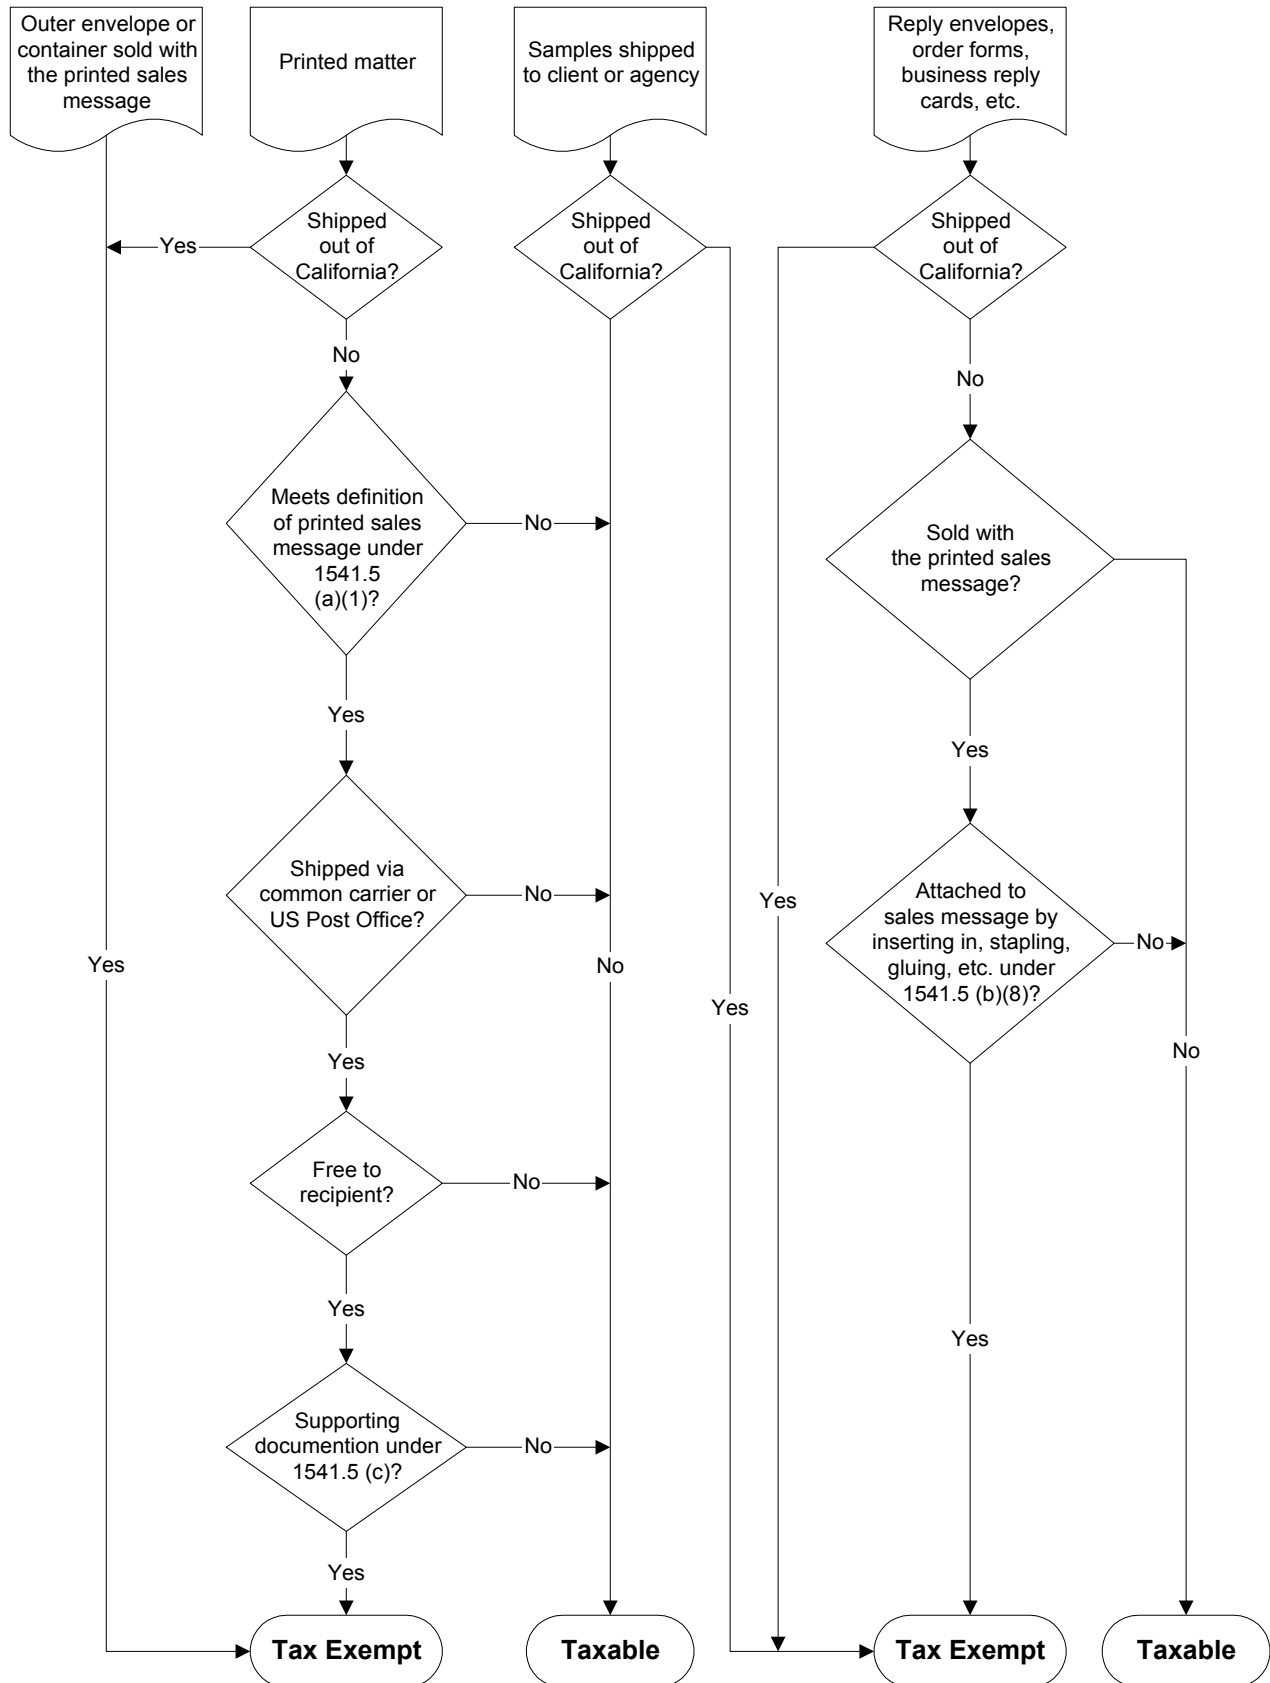 Outer envelope or
container sold with
the printed sales
message
Printed matter
Samples shipped
to client or agency
Reply envelopes,
order forms,
business reply
cards, etc.
Shipped
out of
California?
Yes
Shipped
out of
California?
Shipped
out of
California?
No
No
Meets definition
of printed sales
message under
1541.5
(a)(1)?
No
Sold with
the printed sales
message?
Yes
Yes
Shipped via
common carrier or
US Post Office?
No
Yes
Attached to
sales message by
inserting in, stapling,
gluing, etc. under
1541.5 (b)(8)?
No
Yes
No
Yes
Yes
No
Free to
recipient?
No
Yes
Yes
Supporting
documention under
1541.5 (c)?
No
Yes
Tax Exempt
Taxable
Tax Exempt
Taxable